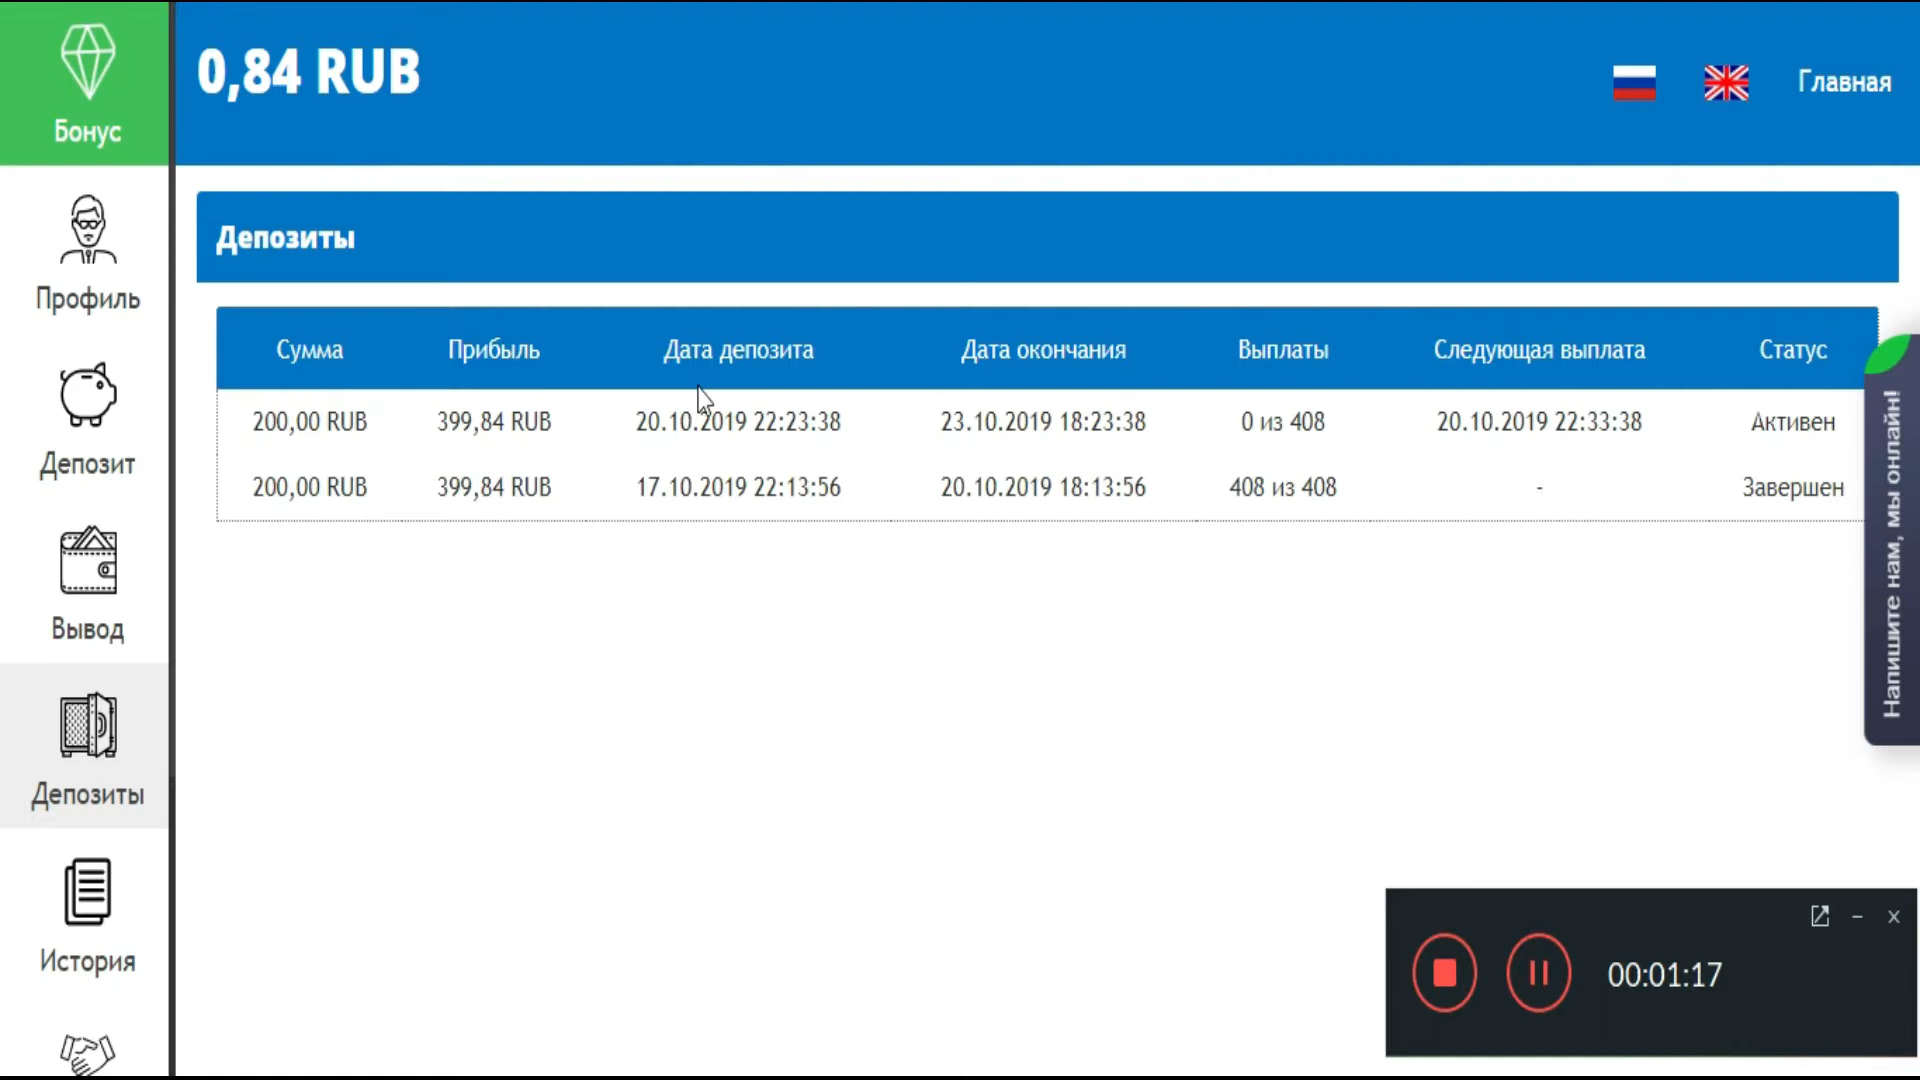 0,84 RUB
Главная
Бонус
Профиль
Депозит
Вывод
Депозиты
История
Депозиты
Сумма Прибыль Дата депозита Дата окончания Выплаты Следующая выплата Статус
200,00 RUB 399,84 RUB 20.10.2019 22:23:38 23.10.2019 18:23:38 0 из 408 20.10.2019 22:33:38 Активен
200,00 RUB 399,84 RUB 17.10.2019 22:13:56 20.10.2019 18:13:56 408 из 408 - Завершен
Напишите нам, мы онлайн!
00:01:17